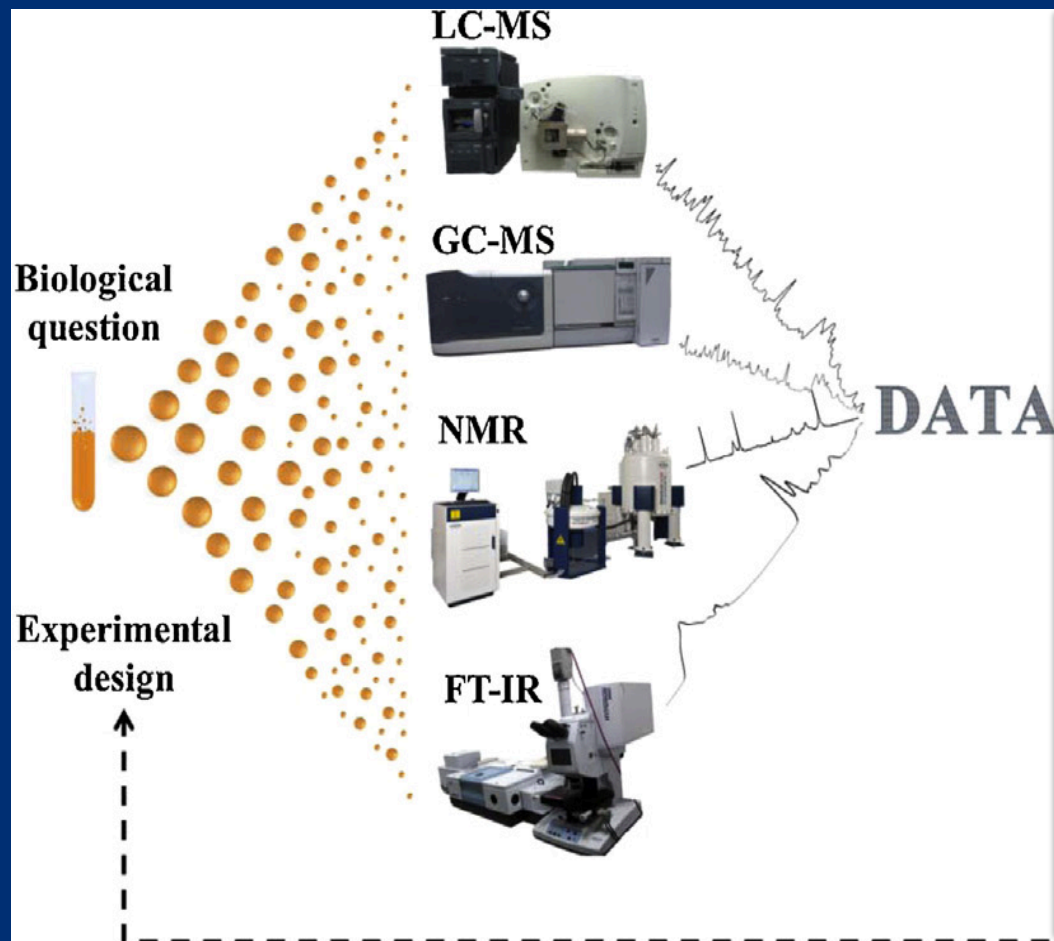 LC-MS
GC-MS
Biological
question
DATA
NMR
Experimental
design
FT-IR